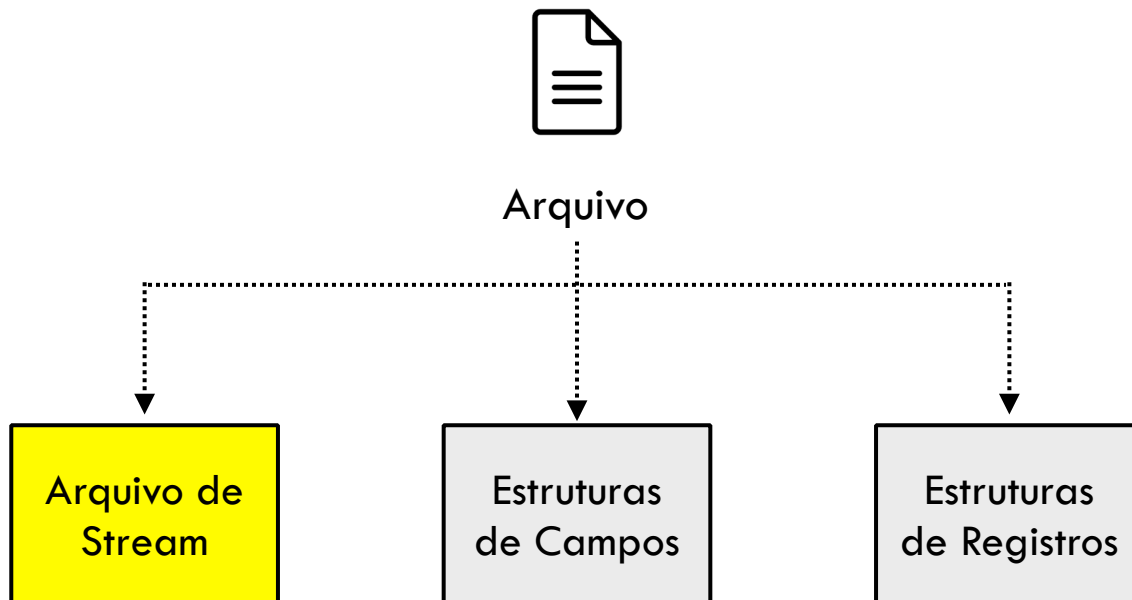 Arquivo
Arquivo de
Stream
Estruturas
de Campos
Estruturas
de Registros